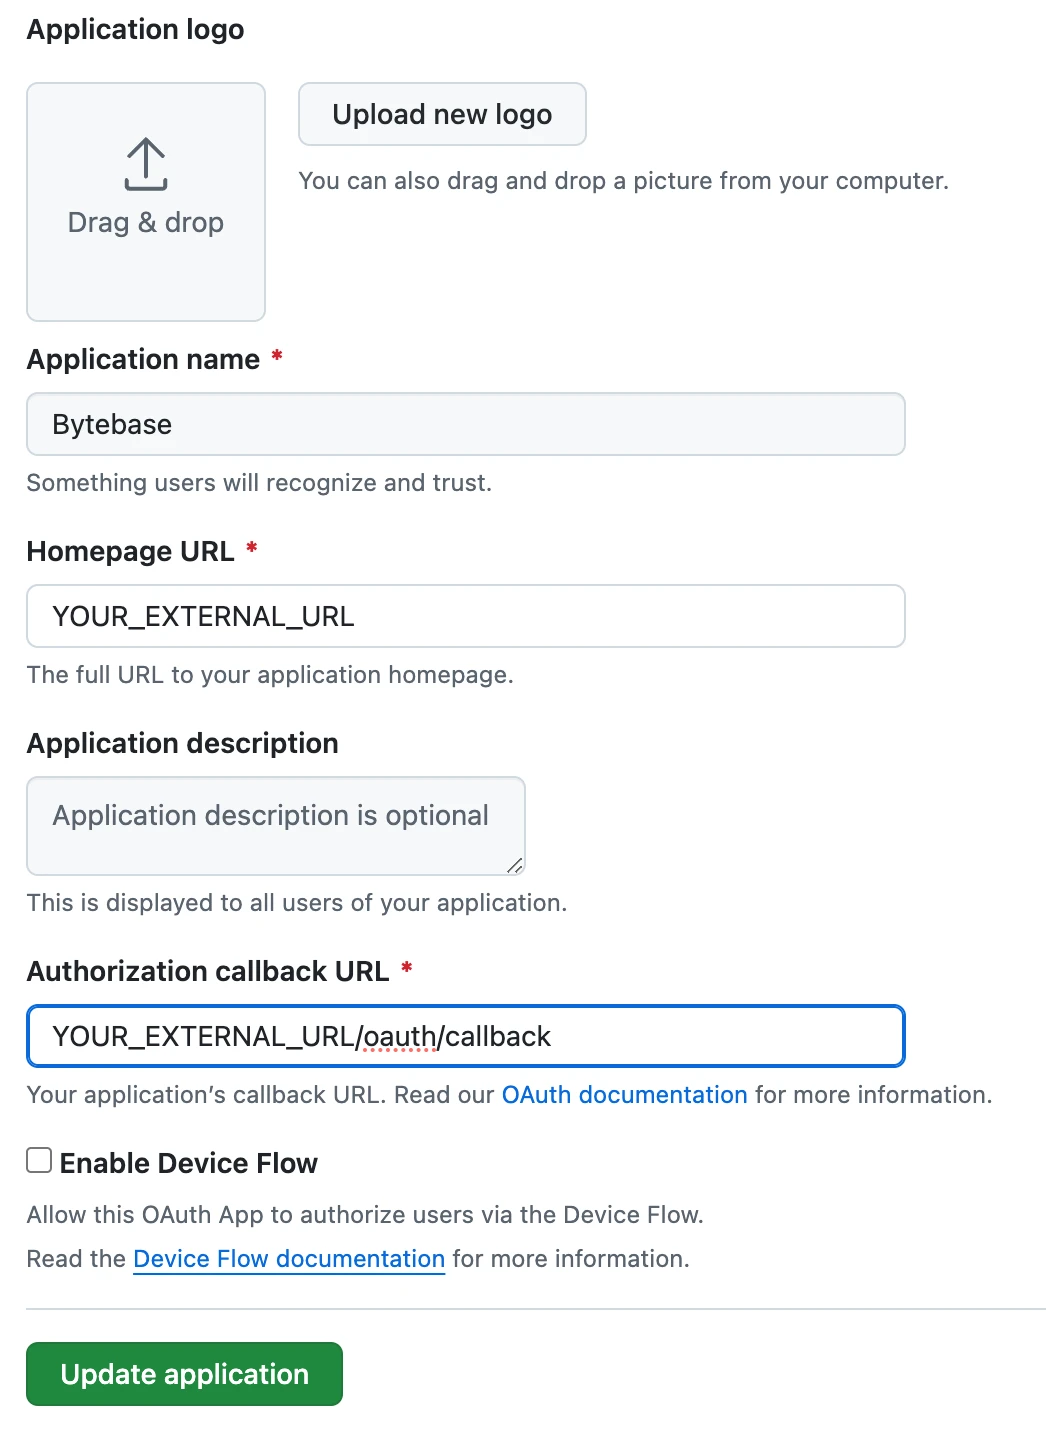 Application logo
Upload new logo
You can also drag and drop a picture from your computer.
Drag & drop
Application name *
Bytebase
Something users will recognize and trust.
Homepage URL *
YOUR_EXTERNAL_URL
The full URL to your application homepage.
Application description
Application description is optional
This is displayed to all users of your application.
Authorization callback URL *
YOUR_EXTERNAL_URL/oauth/callback
Your application’s callback URL. Read our OAuth documentation for more information.
Enable Device Flow
Allow this OAuth App to authorize users via the Device Flow.
Read the Device Flow documentation for more information.
Update application